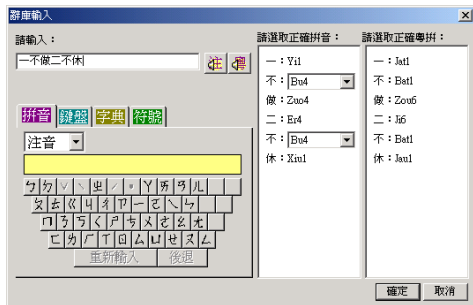 辭庫輸入
請輸入：
一不做二不休
注
拼音 鍵盤 字典 符號
注音
ㄅ ㄉ ˇ ˋ ㄓ ˊ ˙ ㄚ ㄞ ㄢ ㄦ
ㄆ ㄊ ㄍ ㄐ ㄔ ㄗ ㄧ ㄛ ㄟ ㄣ
ㄇ ㄋ ㄎ ㄑ ㄕ ㄘ ㄨ ㄜ ㄠ ㄤ
ㄈ ㄌ ㄏ ㄒ ㄖ ㄙ ㄩ ㄝ ㄡ ㄥ
重新輸入 後退
請選取正確拼音：
一：Yi1
不：Bu4
做：Zuo4
二：Er4
不：Bu4
休：Xiu1
請選取正確粵拼：
一：Jat1
不：Bat1
做：Zou6
二：Ji6
不：Bat1
休：Jau1
確定 取消